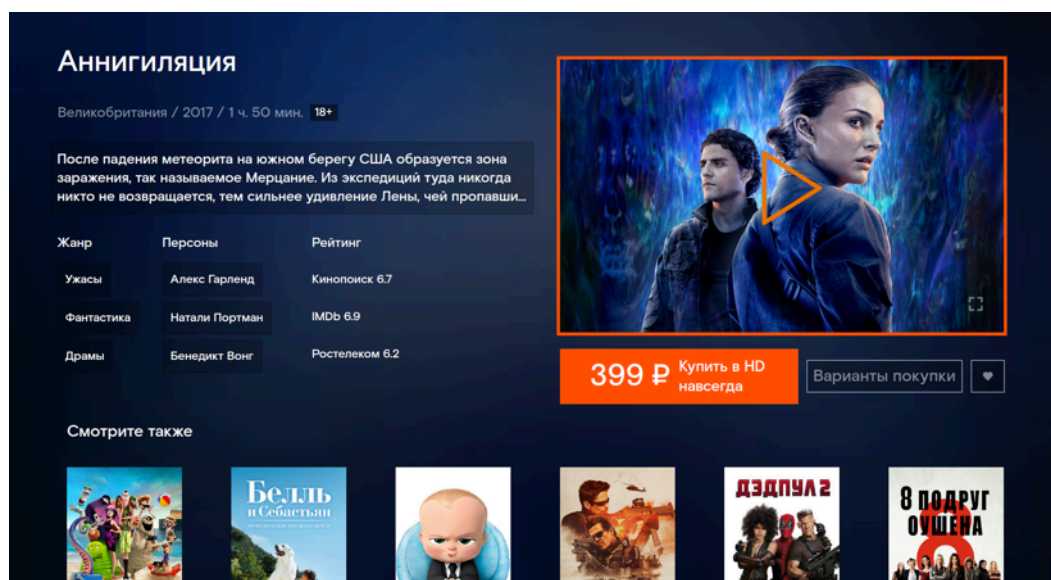 Аннигиляция
Великобритания / 2017 / 1 ч. 50 мин. 18+
После падения метеорита на южном берегу США образуется зона
заражения, так называемое Мерцание. Из экспедиций туда никогда
никто не возвращается, тем сильнее удивление Лены, чей пропавши...
Жанр Персоны Рейтинг
Ужасы Алекс Гарленд Кинопоиск 6.7
Фантастика Натали Портман IMDb 6.9
Драмы Бенедикт Вонг Ростелеком 6.2
399 ₽ Купить в HD
навсегда
Варианты покупки
Смотрите также
Белль
и Себастьян
ДЭДПУЛ 2
8 ПОДРУГ
ОУШЕНА